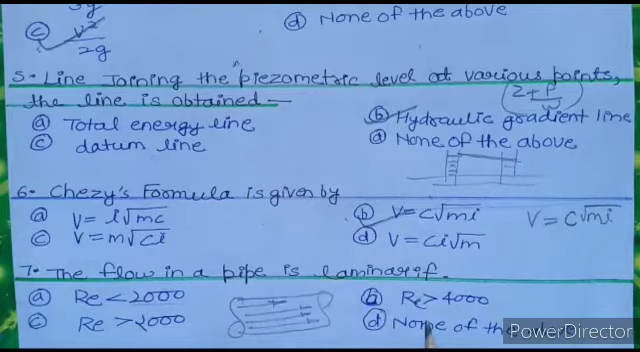 ⓓ None of the above
ⓒ V²
2g
5. Line Joining the piezometric level at various points,
the line is obtained —
Z+P
w
ⓐ Total energy line
ⓑ Hydraulic gradient line
ⓒ datum line
ⓓ None of the above
6. Chezy's Formula is given by
ⓐ V= i√mc
ⓑ V=C√mi
V=C√mi
ⓒ V=m√ci
ⓓ V=Ci√m
7. The flow in a pipe is laminar if.
ⓐ Re<2000
ⓑ Re>4000
ⓒ Re>2000
ⓓ None of the
PowerDirector